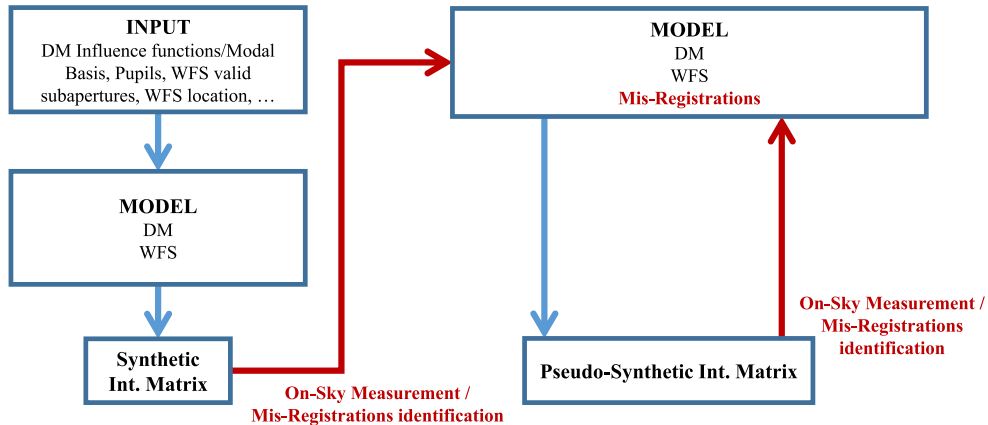 INPUT
DM Influence functions/Modal
Basis, Pupils, WFS valid
subapertures, WFS location, …
MODEL
DM
WFS
Synthetic
Int. Matrix
On-Sky Measurement /
Mis-Registrations identification
MODEL
DM
WFS
Mis-Registrations
Pseudo-Synthetic Int. Matrix
On-Sky Measurement /
Mis-Registrations
identification